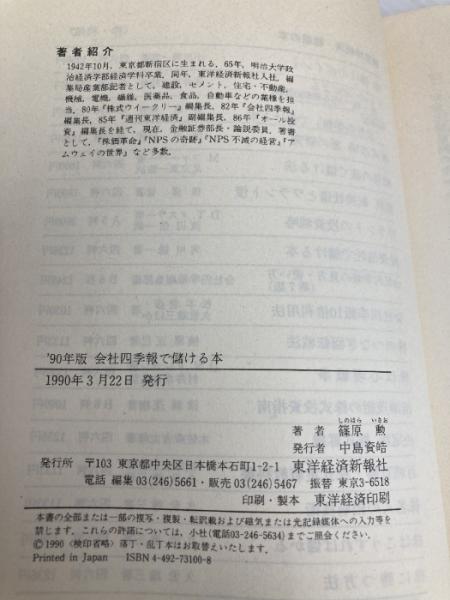 著者紹介
1942年10月，東京都新宿区に生まれる．65年，明治大学政
治経済学部経済学科卒業，同年，東洋経済新報社入社，編
集局産業部記者として，建設，セメント，住宅・不動産，
機械，電機，繊維，医薬品，食品，自動車などの業種を担
当，80年『株式ウイークリー』編集長，82年『会社四季報』
編集長，85年『週刊東洋経済』副編集長，86年『オール投
資』編集長を経て，現在，金融証券部長・論説委員．著書
として，『株価革命』『NPSの奇跡』『NPS不滅の経営』『ア
ムウェイの世界』など多数．
'90年版 会社四季報で儲ける本
1990年3月22日 発行
しのはら いさお
著者 篠原 勲
発行者 中島資皓
発行所 〒103 東京都中央区日本橋本石町1-2-1 東洋経済新報社
電話 編集03(246)5661・販売03(246)5467 振替 東京3-6518
印刷・製本 東洋経済印刷
本書の全部または一部の複写・複製・転訳載および磁気または光記録媒体への入力等を
禁じます．これらの許諾については，小社(電話03-246-5634)までご照会ください．
©1990〈検印省略〉落丁・乱丁本はお取替えいたします．
Printed in Japan ISBN 4-492-73100-8